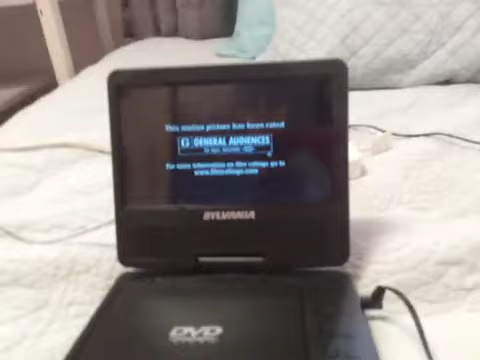 This motion picture has been rated
G GENERAL AUDIENCES
For more information on film ratings go to
www.filmratings.com
SYLVANIA
DVD